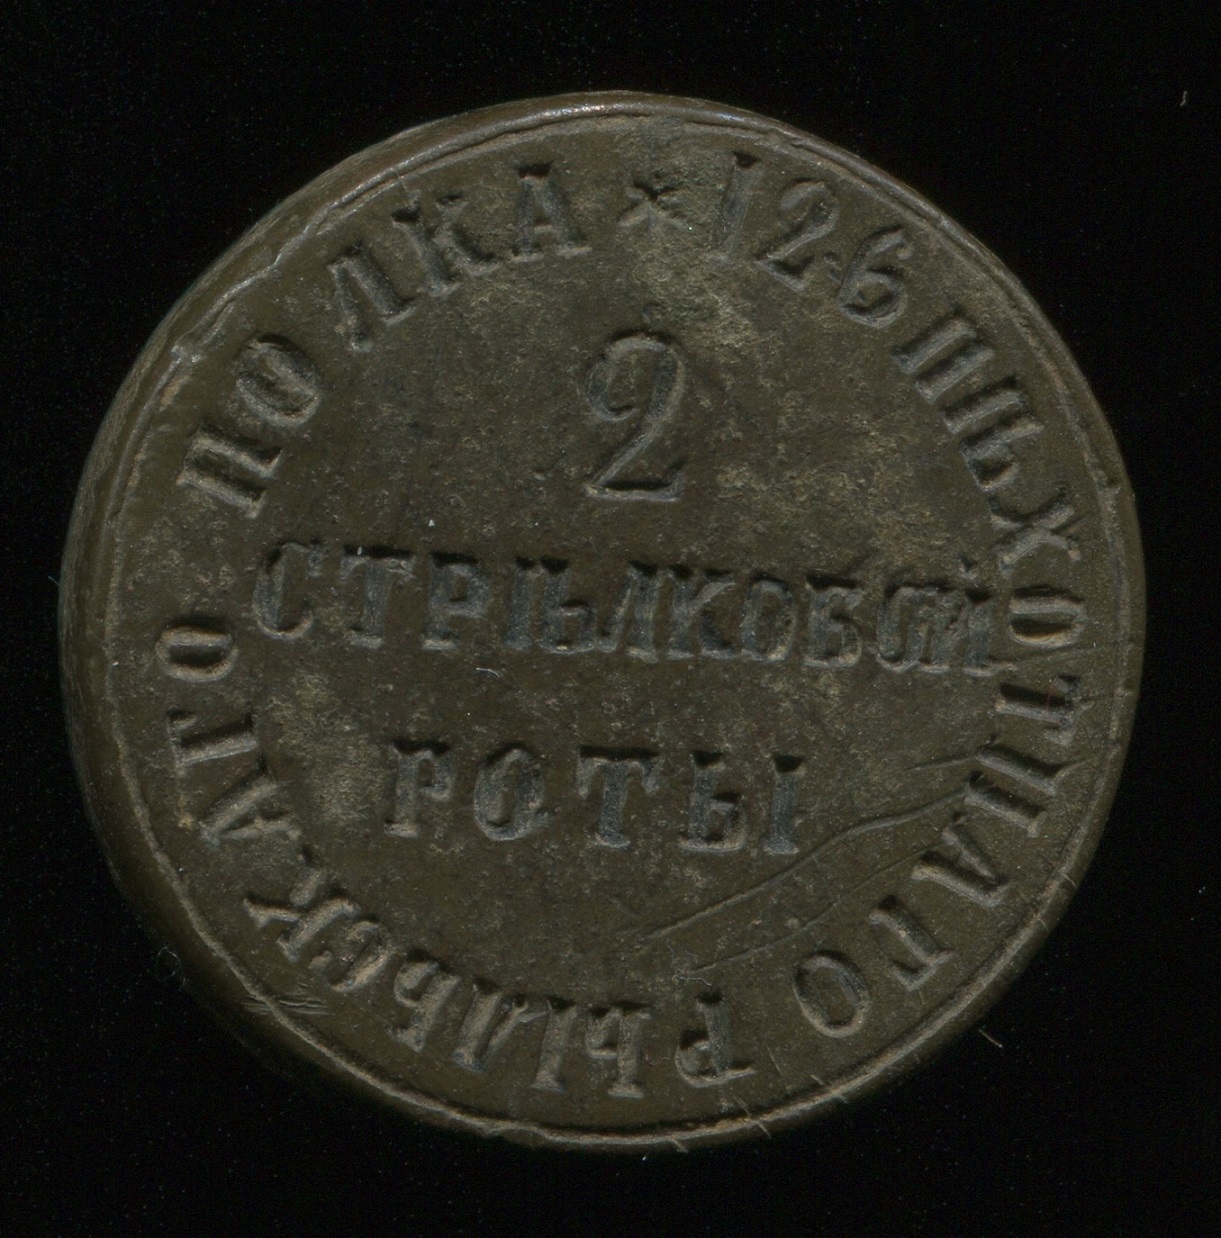 * 126 ПѢХОТНАГО РЫЛЬСКАГО ПОЛКА
2
СТРѢЛКОВОЙ
РОТЫ